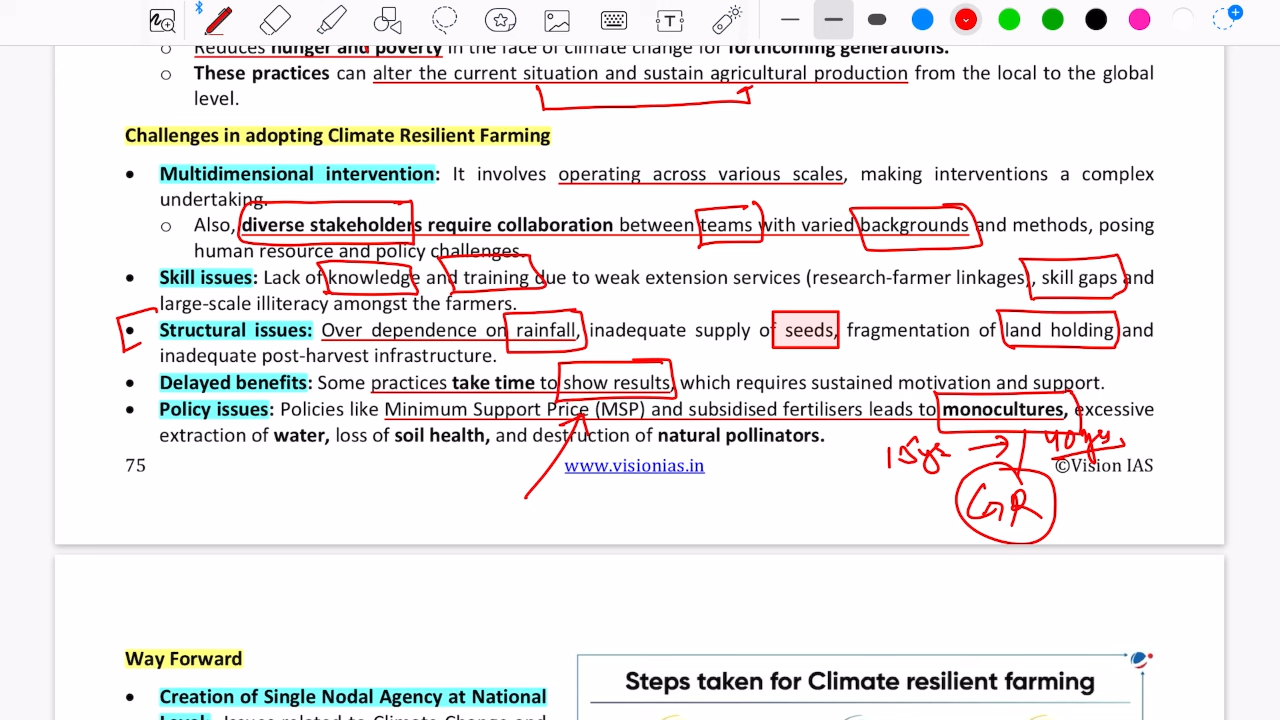 Reduces hunger and poverty in the face of climate change for forthcoming generations.
These practices can alter the current situation and sustain agricultural production from the local to the global
level.
Challenges in adopting Climate Resilient Farming
Multidimensional intervention: It involves operating across various scales, making interventions a complex
undertaking.
Also, diverse stakeholders require collaboration between teams with varied backgrounds and methods, posing
human resource and policy challenges.
Skill issues: Lack of knowledge and training due to weak extension services (research-farmer linkages), skill gaps and
large-scale illiteracy amongst the farmers.
Structural issues: Over dependence on rainfall, inadequate supply of seeds, fragmentation of land holding and
inadequate post-harvest infrastructure.
Delayed benefits: Some practices take time to show results, which requires sustained motivation and support.
Policy issues: Policies like Minimum Support Price (MSP) and subsidised fertilisers leads to monocultures, excessive
extraction of water, loss of soil health, and destruction of natural pollinators.
75 www.visionias.in ©Vision IAS
GR
Way Forward
Steps taken for Climate resilient farming
Creation of Single Nodal Agency at National
Level: Issues related to Climate Change and